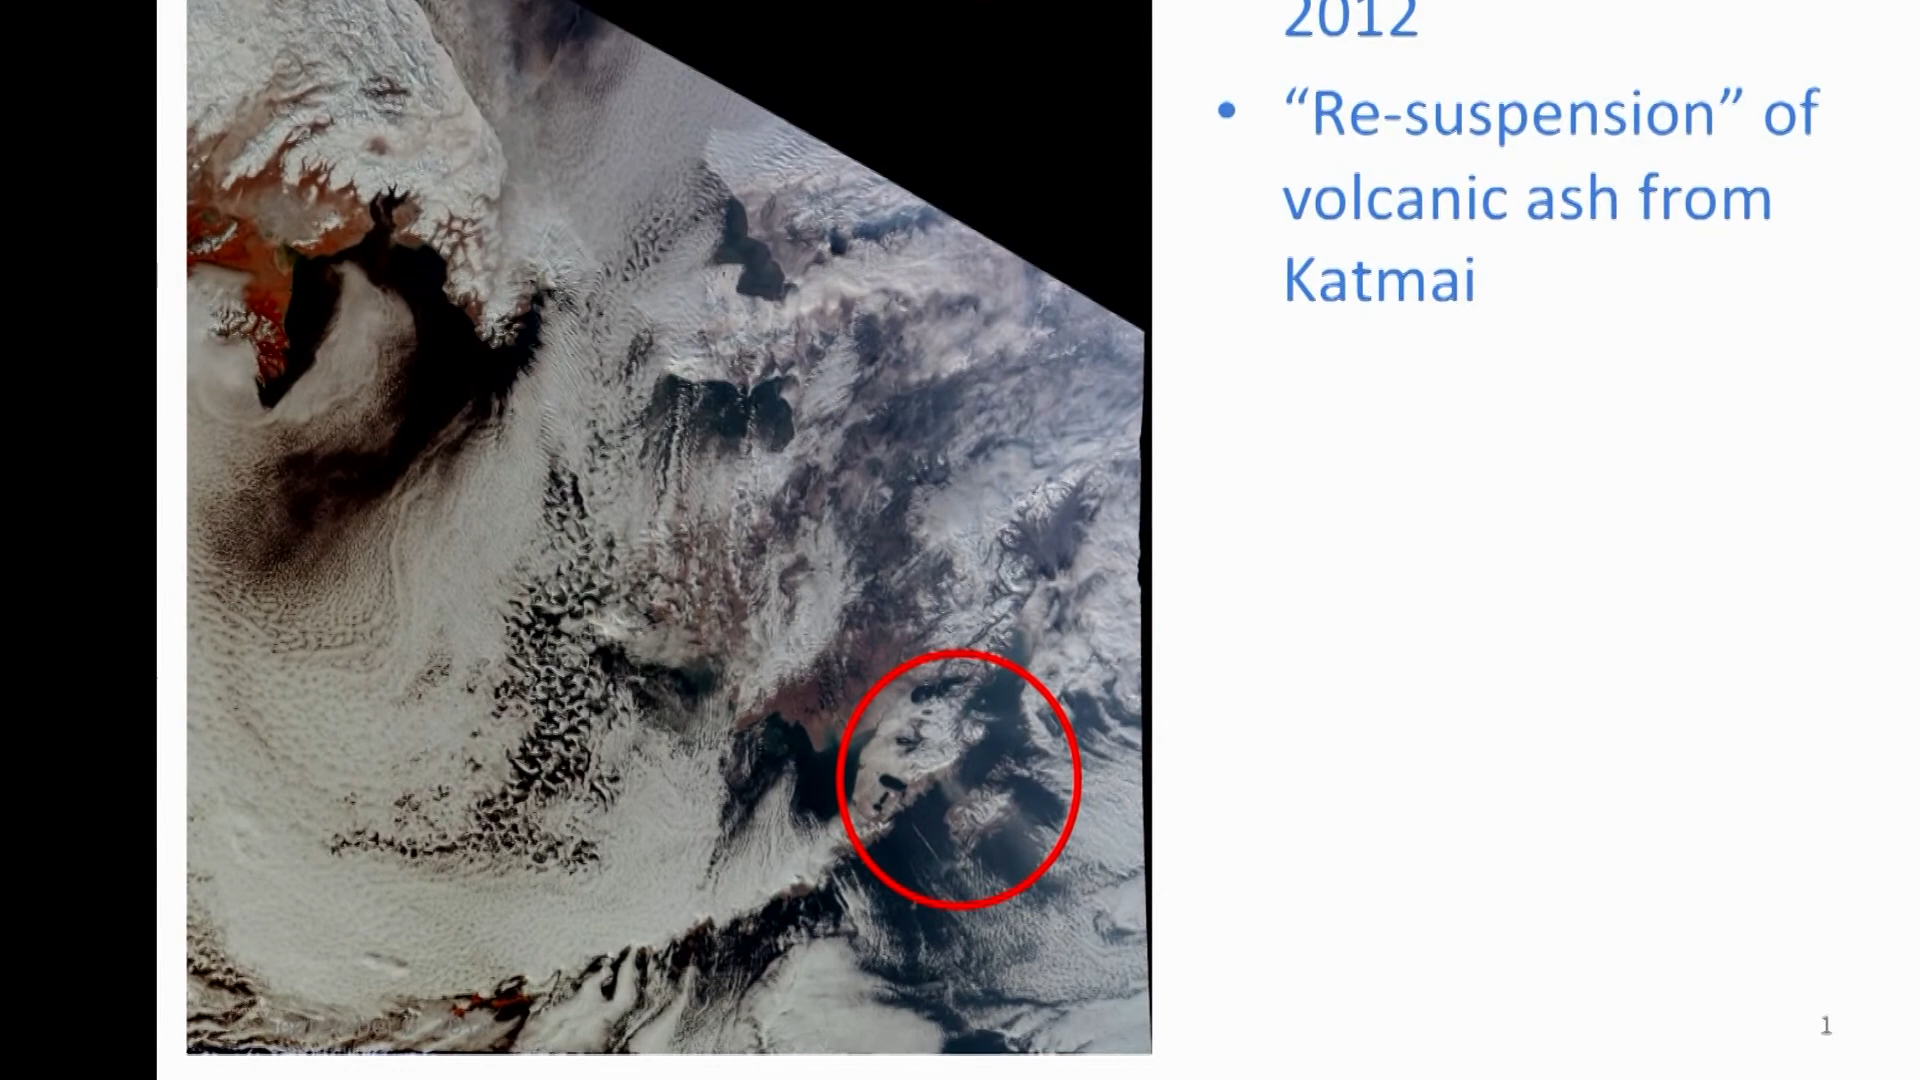 2012
• “Re-suspension” of
volcanic ash from
Katmai
1